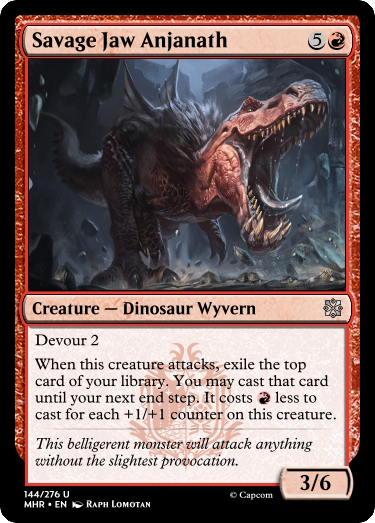 Savage Jaw Anjanath 5
Creature — Dinosaur Wyvern
Devour 2
When this creature attacks, exile the top
card of your library. You may cast that card
until your next end step. It costs less to
cast for each +1/+1 counter on this creature.
This belligerent monster will attack anything
without the slightest provocation.
3/6
144/276 U
MHR • EN Raph Lomotan
© Capcom